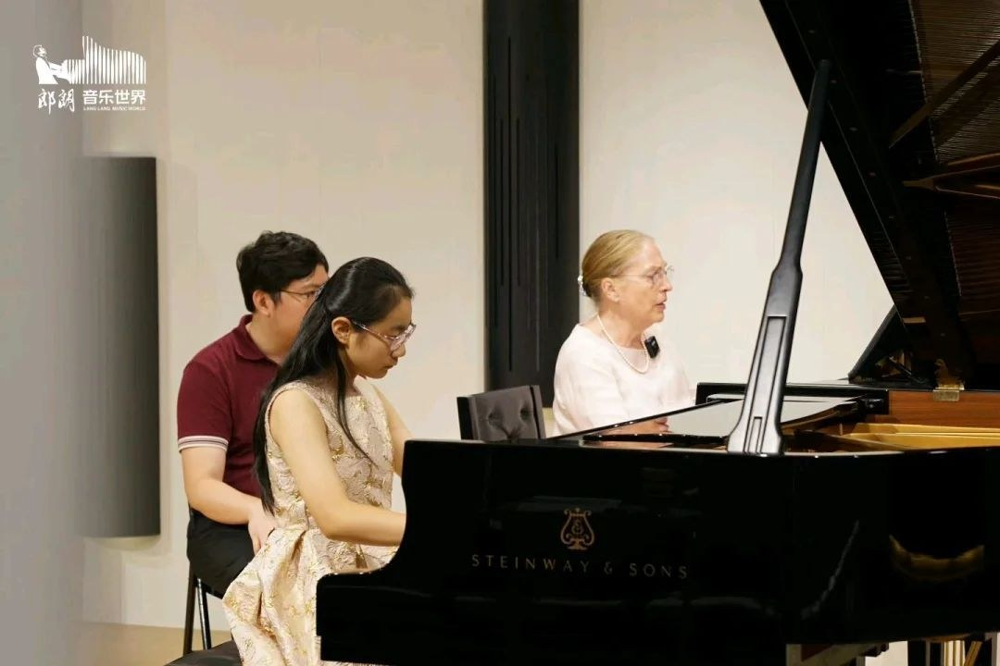 郎朗 音乐世界
LANG LANG MUSIC WORLD
STEINWAY & SONS